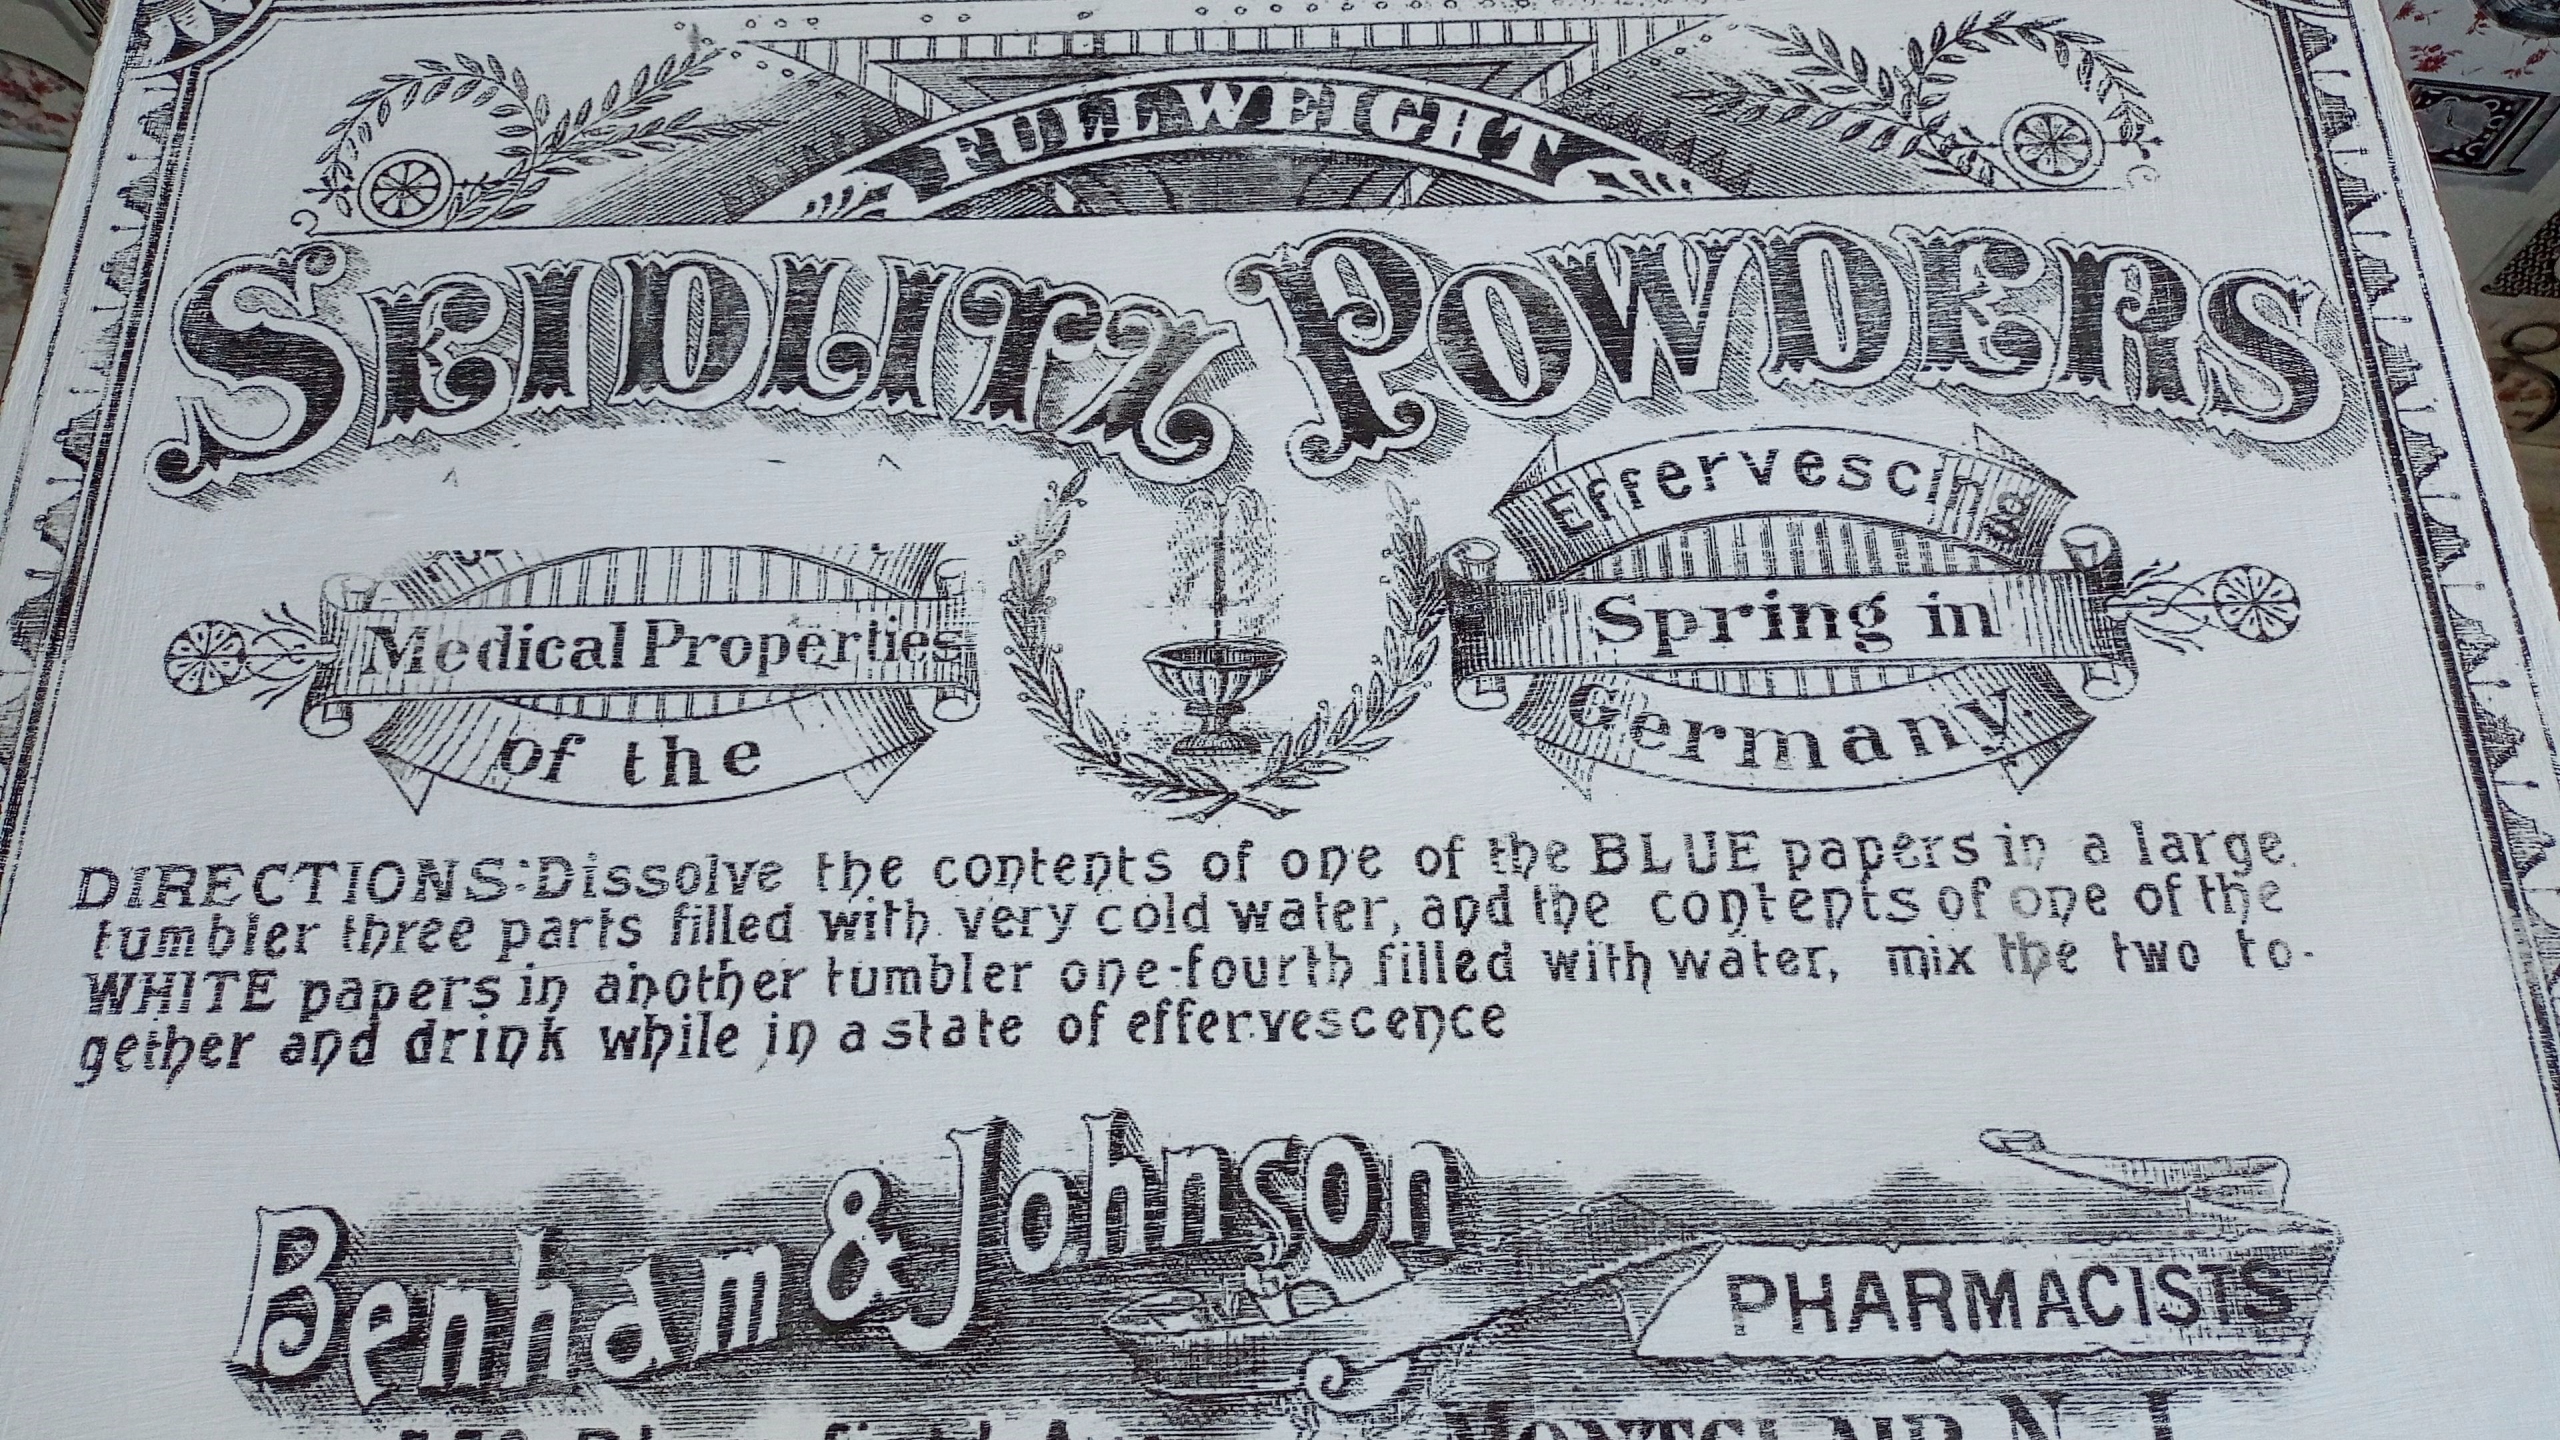 FULL WEIGHT
SEIDLITZ POWDERS
Medical Properties
of the
Effervescing
Spring in
Germany
DIRECTIONS: Dissolve the contents of one of the BLUE papers in a large
tumbler three parts filled with very cold water, and the contents of one of the
WHITE papers in another tumbler one-fourth filled with water, mix the two to-
gether and drink while in a state of effervescence
Benham & Johnson
PHARMACISTS
MONTCLAIR, N. J.